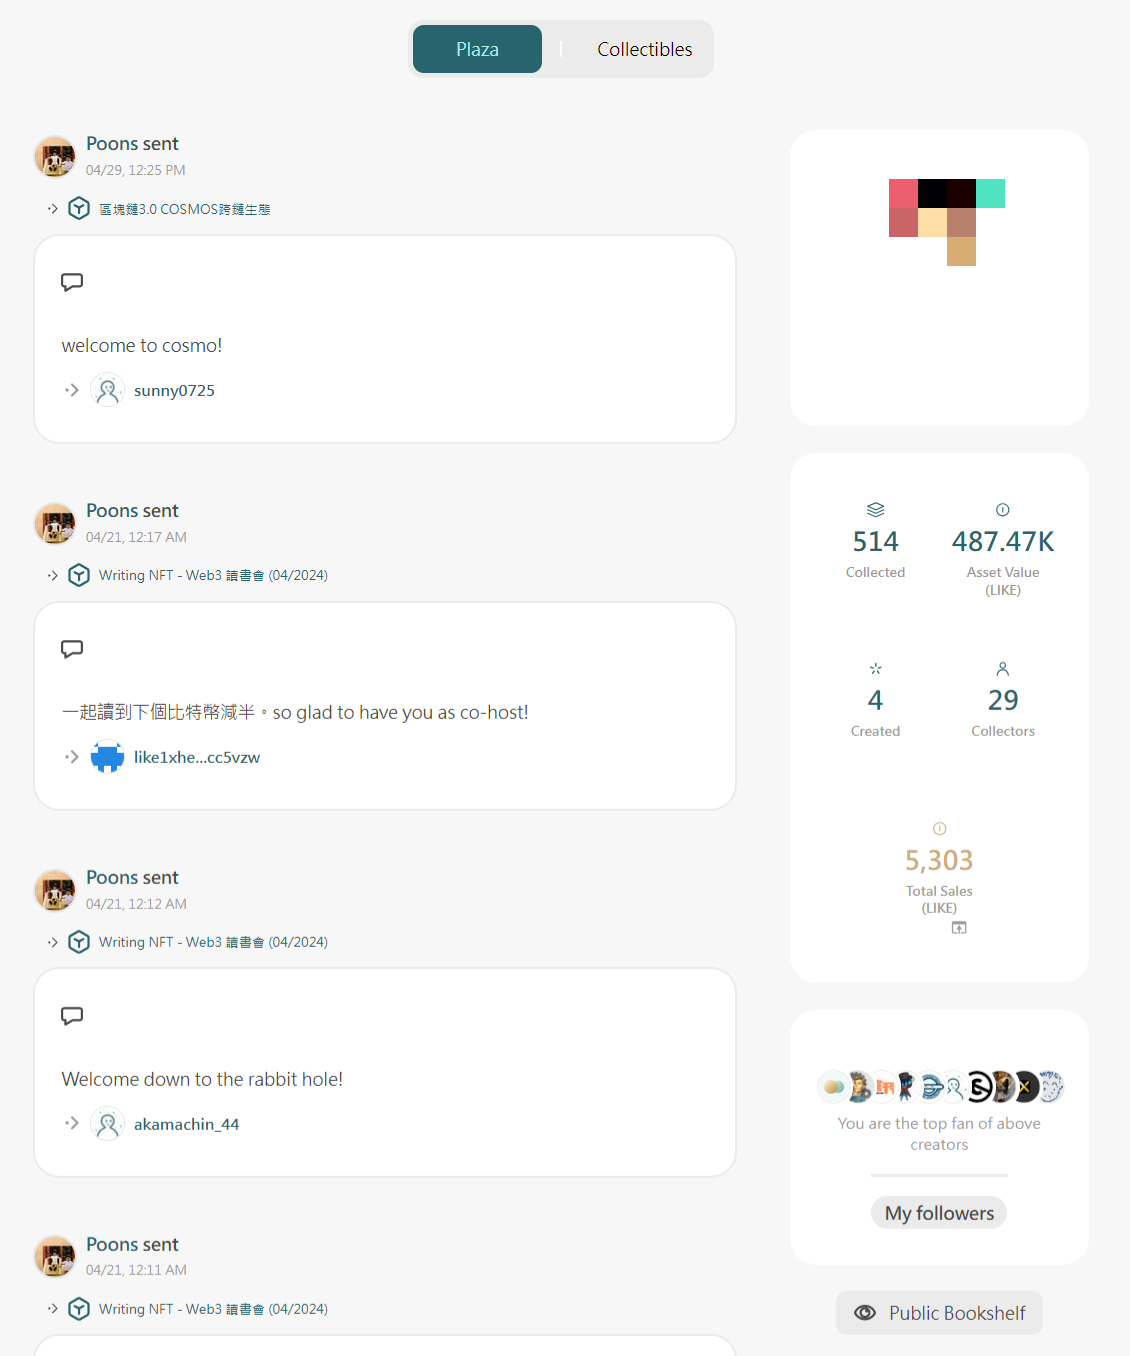 Plaza
Collectibles
Poons sent
04/29, 12:25 PM
區塊鏈3.0 COSMOS跨鏈生態
welcome to cosmo!
sunny0725
Poons sent
04/21, 12:17 AM
Writing NFT - Web3 讀書會 (04/2024)
一起讀到下個比特幣減半。so glad to have you as co-host!
like1xhe...cc5vzw
Poons sent
04/21, 12:12 AM
Writing NFT - Web3 讀書會 (04/2024)
Welcome down to the rabbit hole!
akamachin_44
Poons sent
04/21, 12:11 AM
Writing NFT - Web3 讀書會 (04/2024)
514
Collected
487.47K
Asset Value
(LIKE)
4
Created
29
Collectors
5,303
Total Sales
(LIKE)
You are the top fan of above
creators
My followers
Public Bookshelf